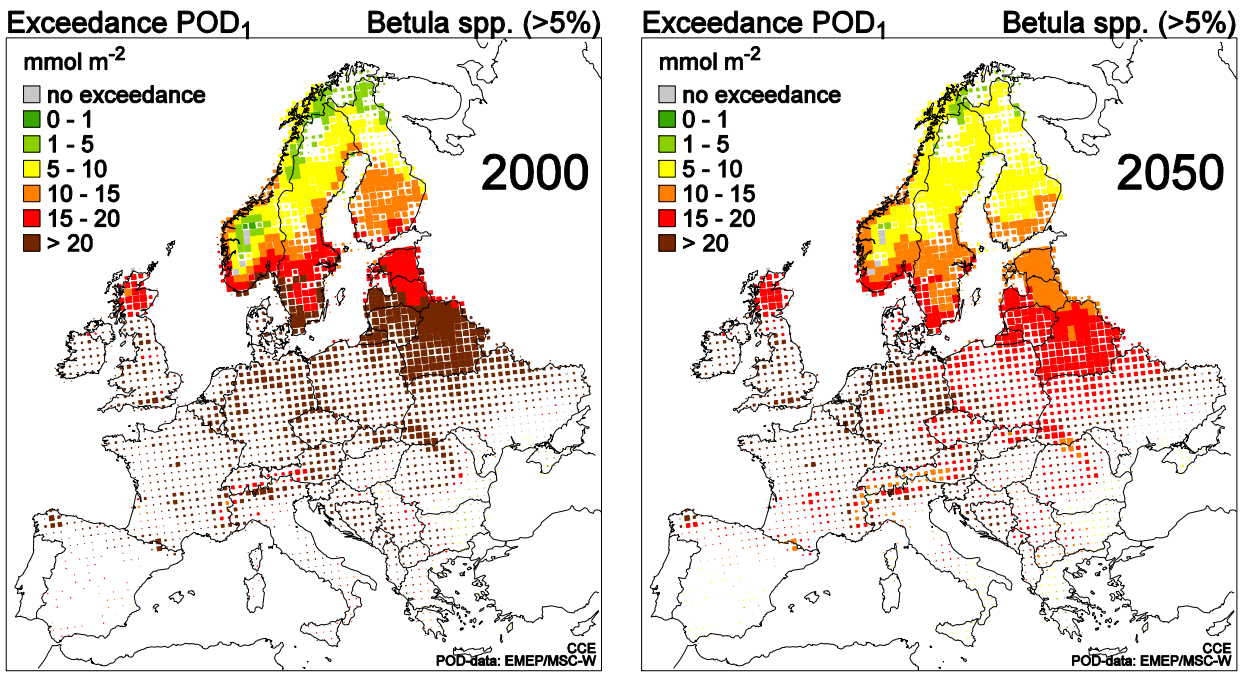 Exceedance POD1 Betula spp. (>5%)
mmol m-2
no exceedance
0 - 1
1 - 5
5 - 10
10 - 15
15 - 20
> 20
2000
CCE
POD-data: EMEP/MSC-W
Exceedance POD1 Betula spp. (>5%)
mmol m-2
no exceedance
0 - 1
1 - 5
5 - 10
10 - 15
15 - 20
> 20
2050
CCE
POD-data: EMEP/MSC-W